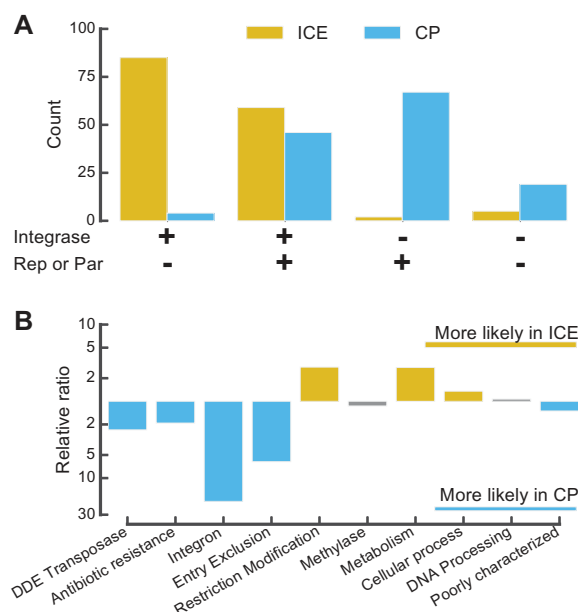 A
ICE CP
100
75
50
25
0
Count
Integrase + + - -
Rep or Par - + + -
B
10
5
2
2
5
10
30
Relative ratio
More likely in ICE
More likely in CP
DDE Transposase
Antibiotic resistance
Integron
Entry Exclusion
Restriction Modification
Methylase
Metabolism
Cellular process
DNA Processing
Poorly characterized